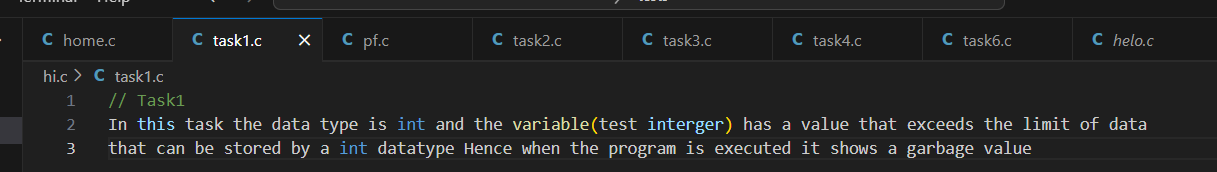 Terminal Help
home.c task1.c pf.c task2.c task3.c task4.c task6.c helo.c
hi.c > task1.c
1 // Task1
2 In this task the data type is int and the variable(test interger) has a value that exceeds the limit of data
3 that can be stored by a int datatype Hence when the program is executed it shows a garbage value